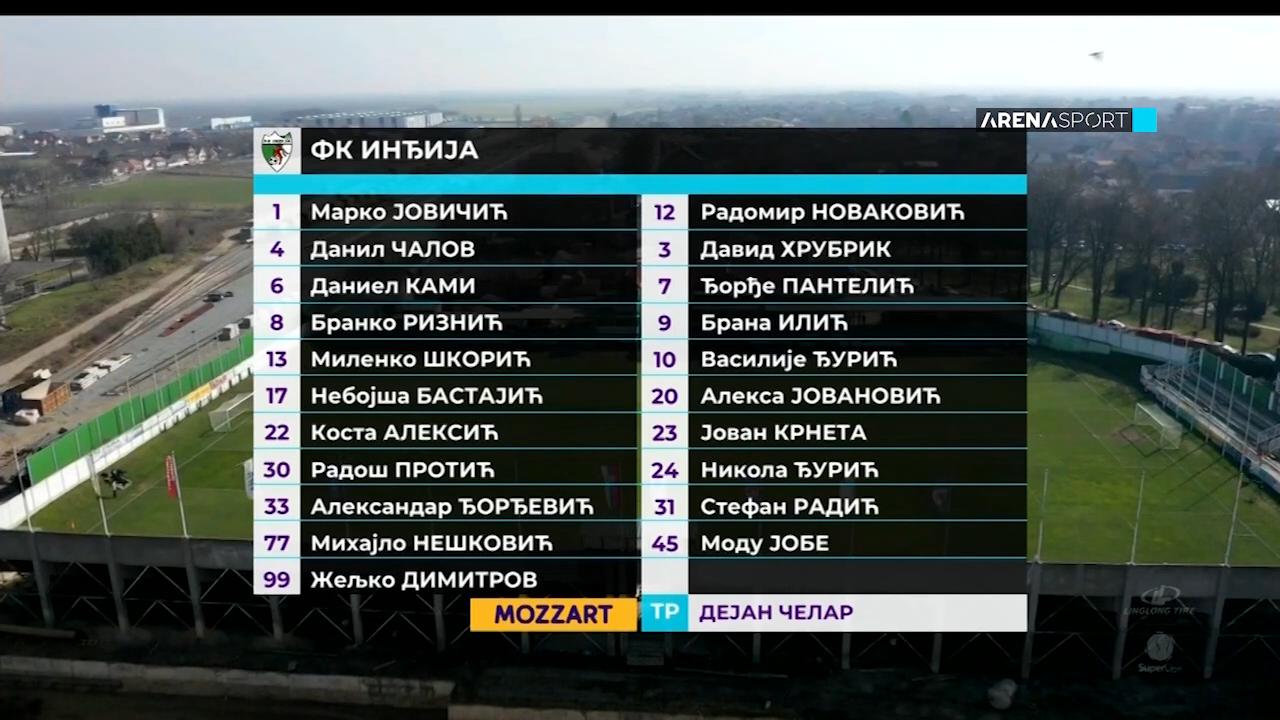 ARENASPORT
ФК ИНЂИЈА
1 Марко ЈОВИЧИЋ
4 Данил ЧАЛОВ
6 Даниел КАМИ
8 Бранко РИЗНИЋ
13 Миленко ШКОРИЋ
17 Небојша БАСТАЈИЋ
22 Коста АЛЕКСИЋ
30 Радош ПРОТИЋ
33 Александар ЂОРЂЕВИЋ
77 Михајло НЕШКОВИЋ
99 Жељко ДИМИТРОВ
12 Радомир НОВАКОВИЋ
3 Давид ХРУБРИК
7 Ђорђе ПАНТЕЛИЋ
9 Брана ИЛИЋ
10 Василије ЂУРИЋ
20 Алекса ЈОВАНОВИЋ
23 Јован КРНЕТА
24 Никола ЂУРИЋ
31 Стефан РАДИЋ
45 Моду ЈОБЕ
MOZZART
ТР ДЕЈАН ЧЕЛАР
LINGLONG TIRE